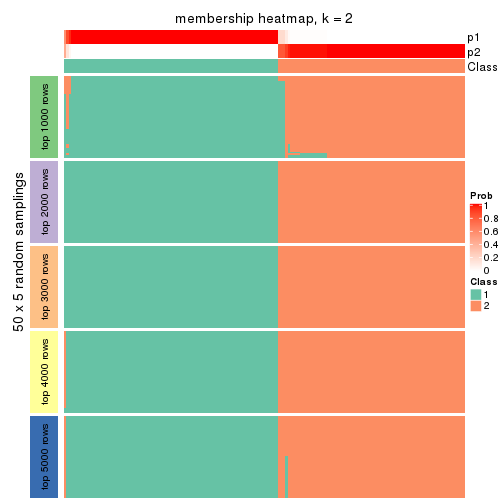 membership heatmap, k = 2
p1
p2
Class
50 x 5 random samplings
top 1000 rows
top 2000 rows
top 3000 rows
top 4000 rows
top 5000 rows
Prob
1
0.8
0.6
0.4
0.2
0
Class
1
2